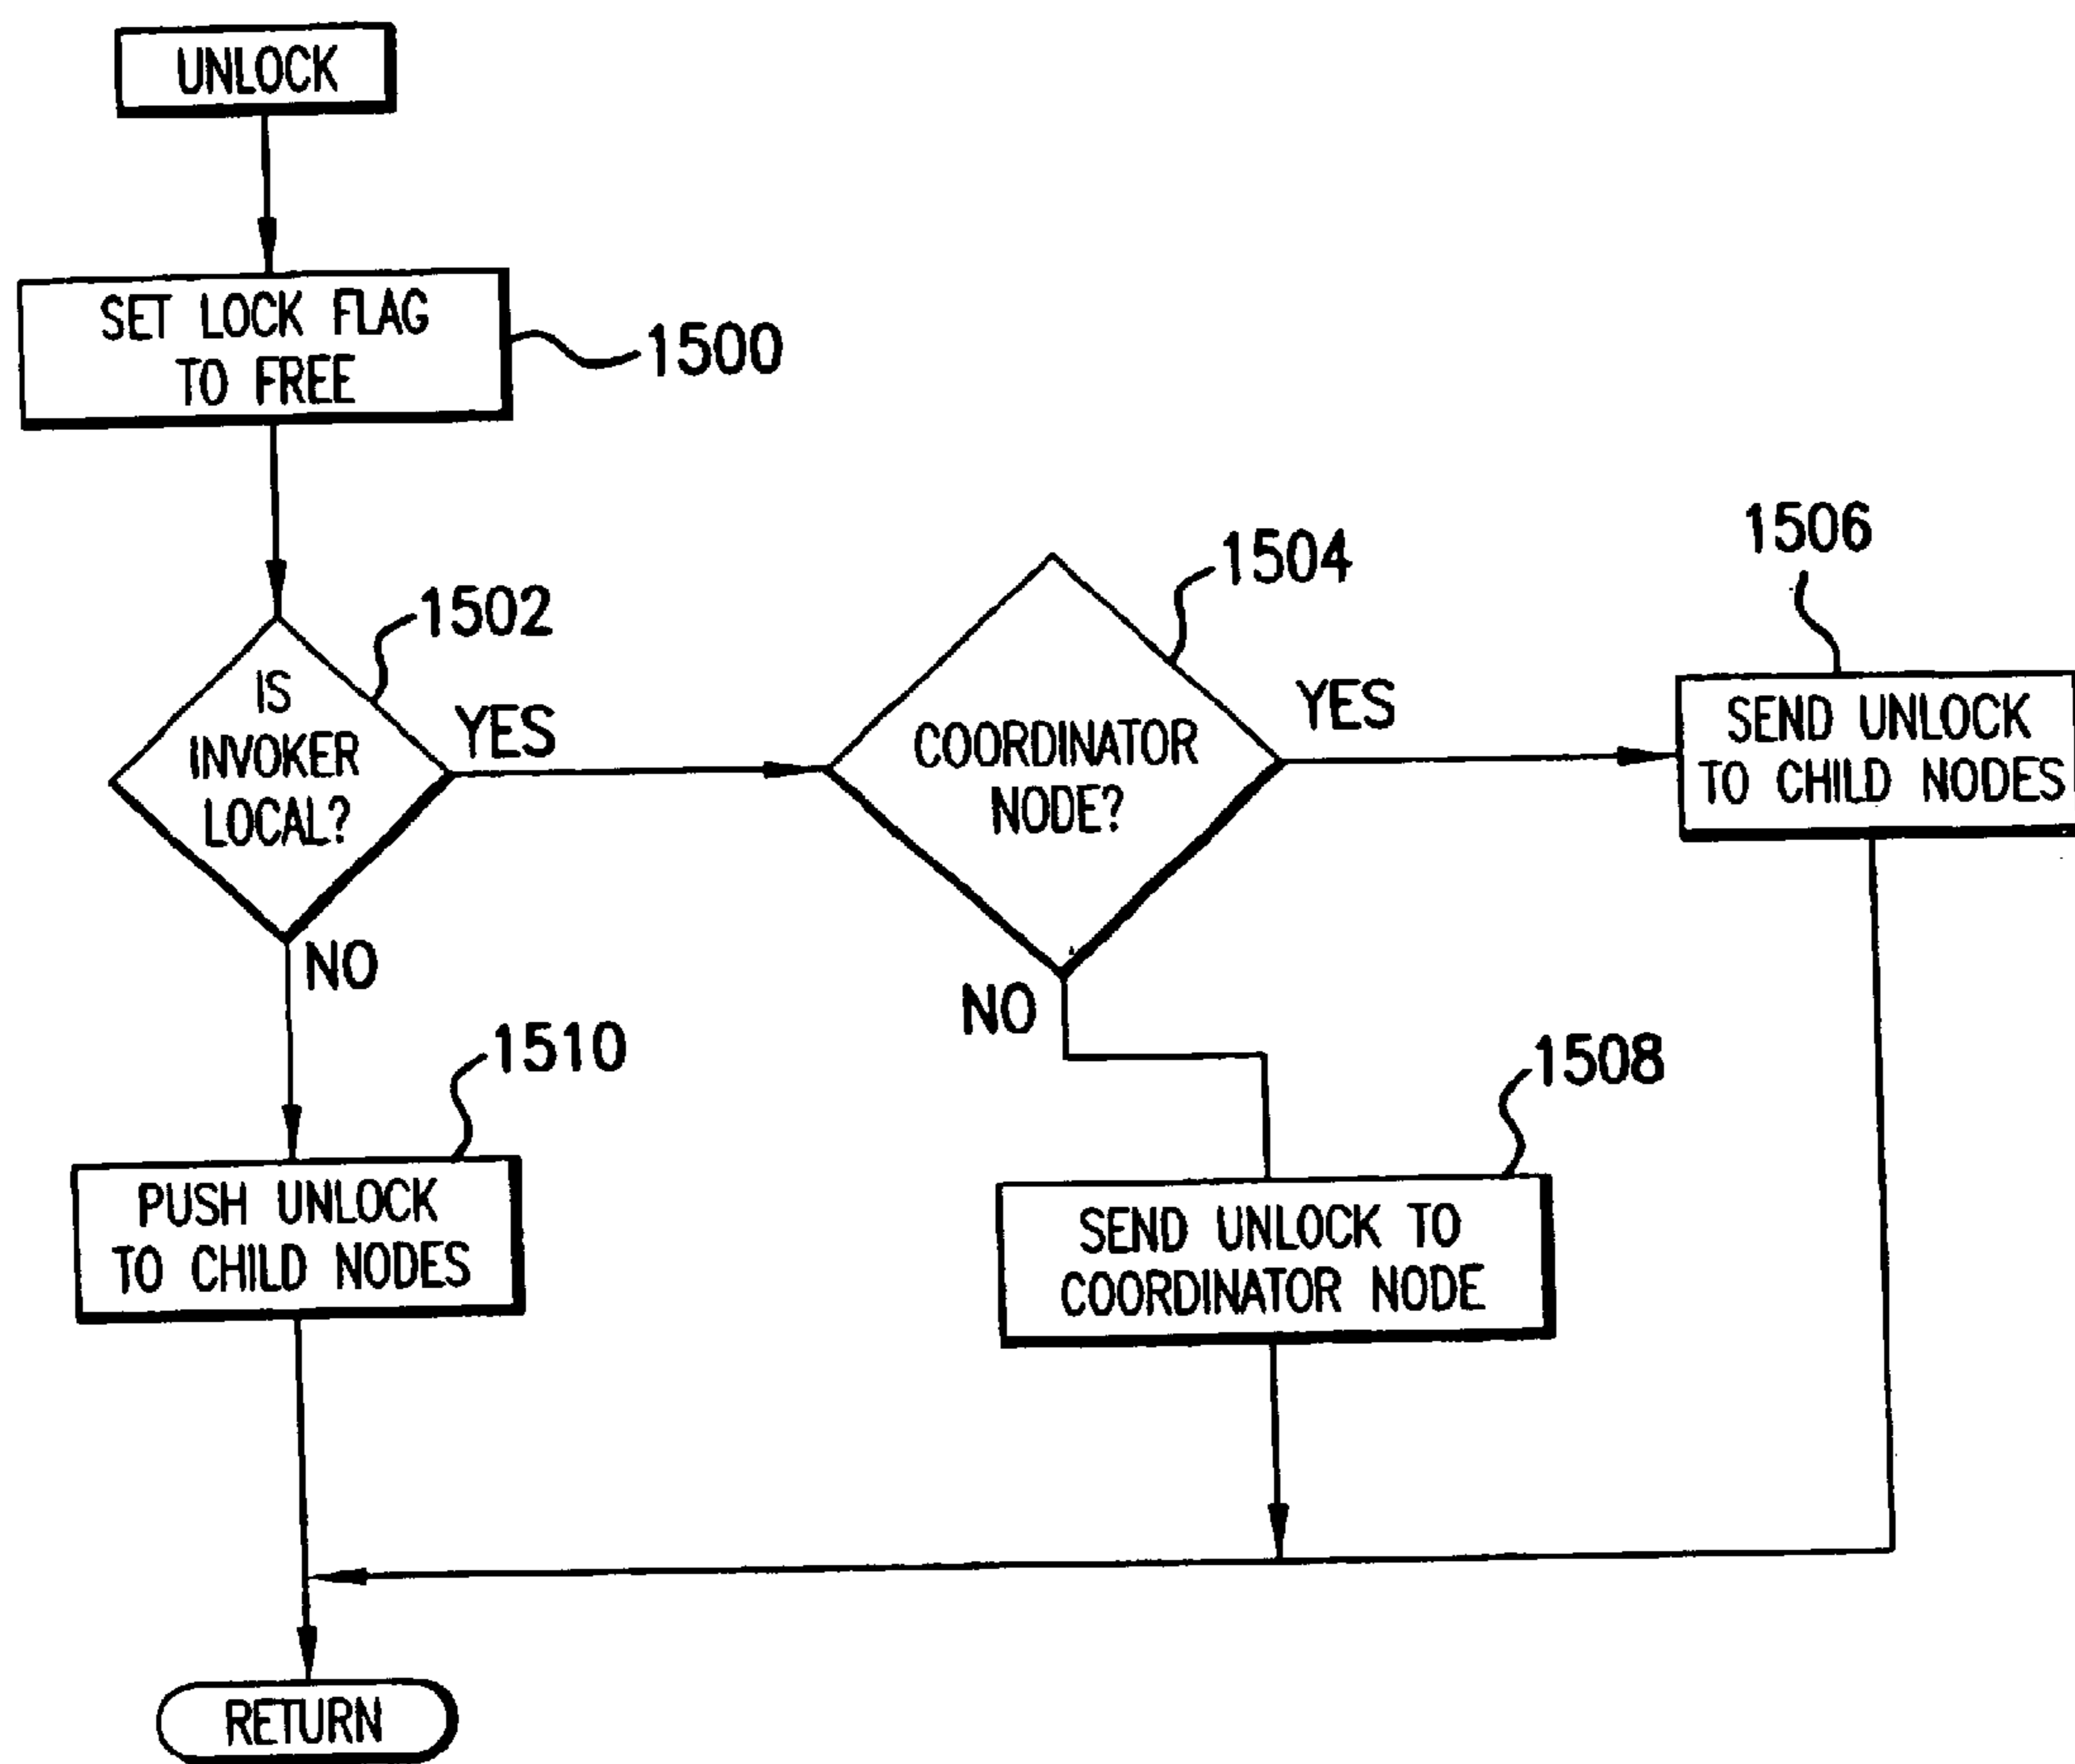 UNLOCK
SET LOCK FLAG
TO FREE
1500
1502
IS
INVOKER
LOCAL?
YES
NO
1504
COORDINATOR
NODE?
YES
NO
1506
SEND UNLOCK
TO CHILD NODES
1510
PUSH UNLOCK
TO CHILD NODES
1508
SEND UNLOCK TO
COORDINATOR NODE
RETURN